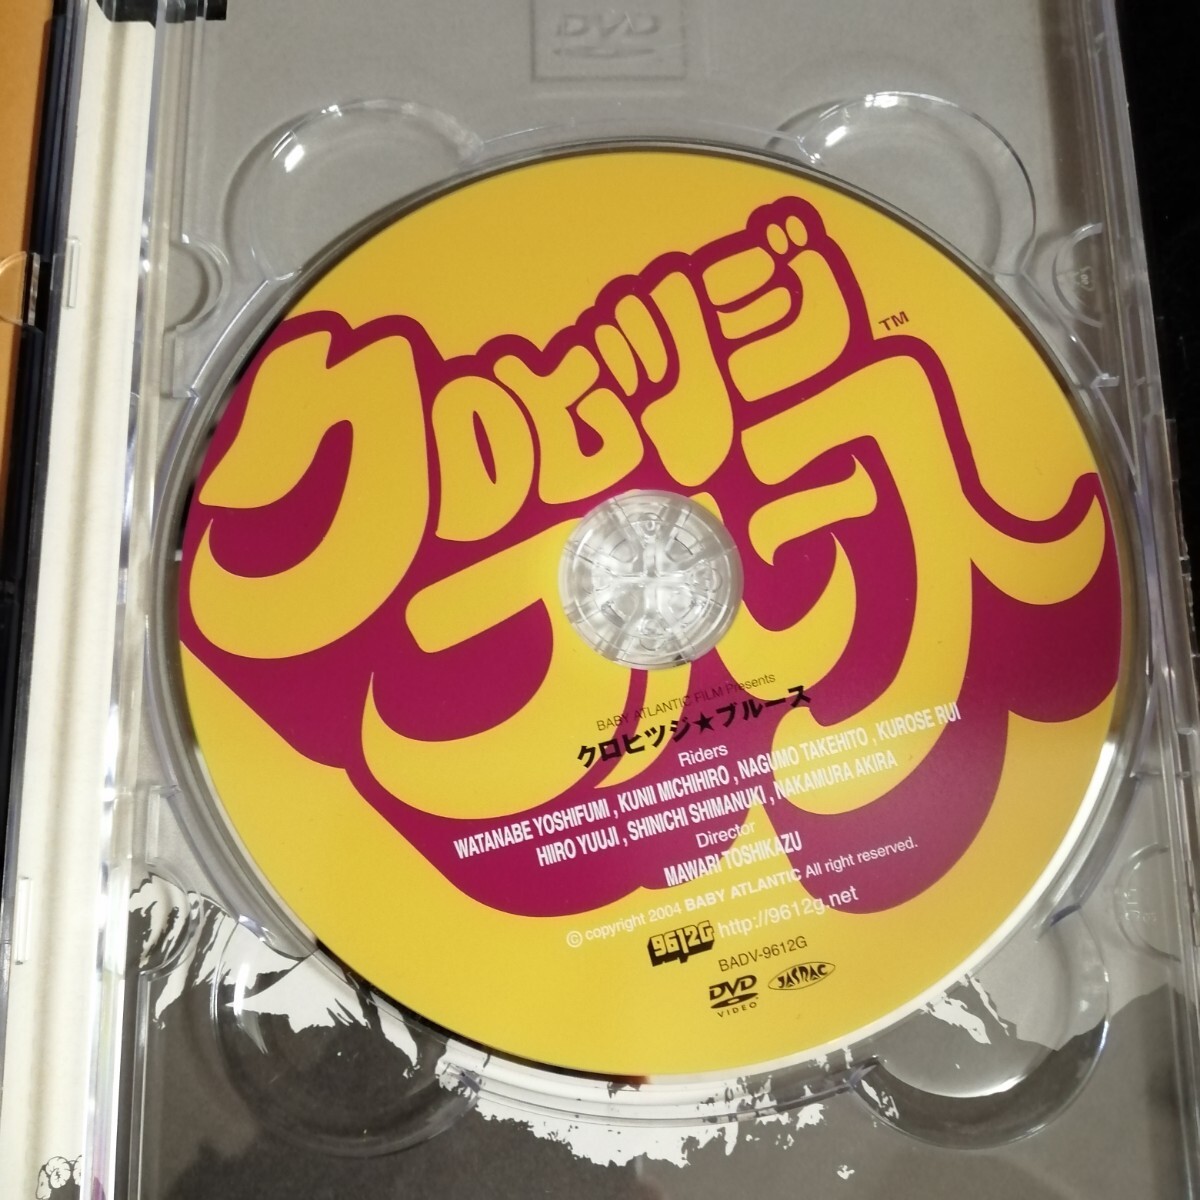 DVD
クロヒツジ
ブルース
TM
BABY ATLANTIC FILM Presents
クロヒツジ★ブルース
Riders
WATANABE YOSHIFUMI , KUNII MICHIHIRO , NAGUMO TAKEHITO , KUROSE RUI
HIIRO YUUJI , SHINICHI SHIMANUKI , NAKAMURA AKIRA
Director
MAWARI TOSHIKAZU
© copyright 2004 BABY ATLANTIC All right reserved.
9612G http://9612g.net
BADV-9612G
DVD VIDEO JASRAC